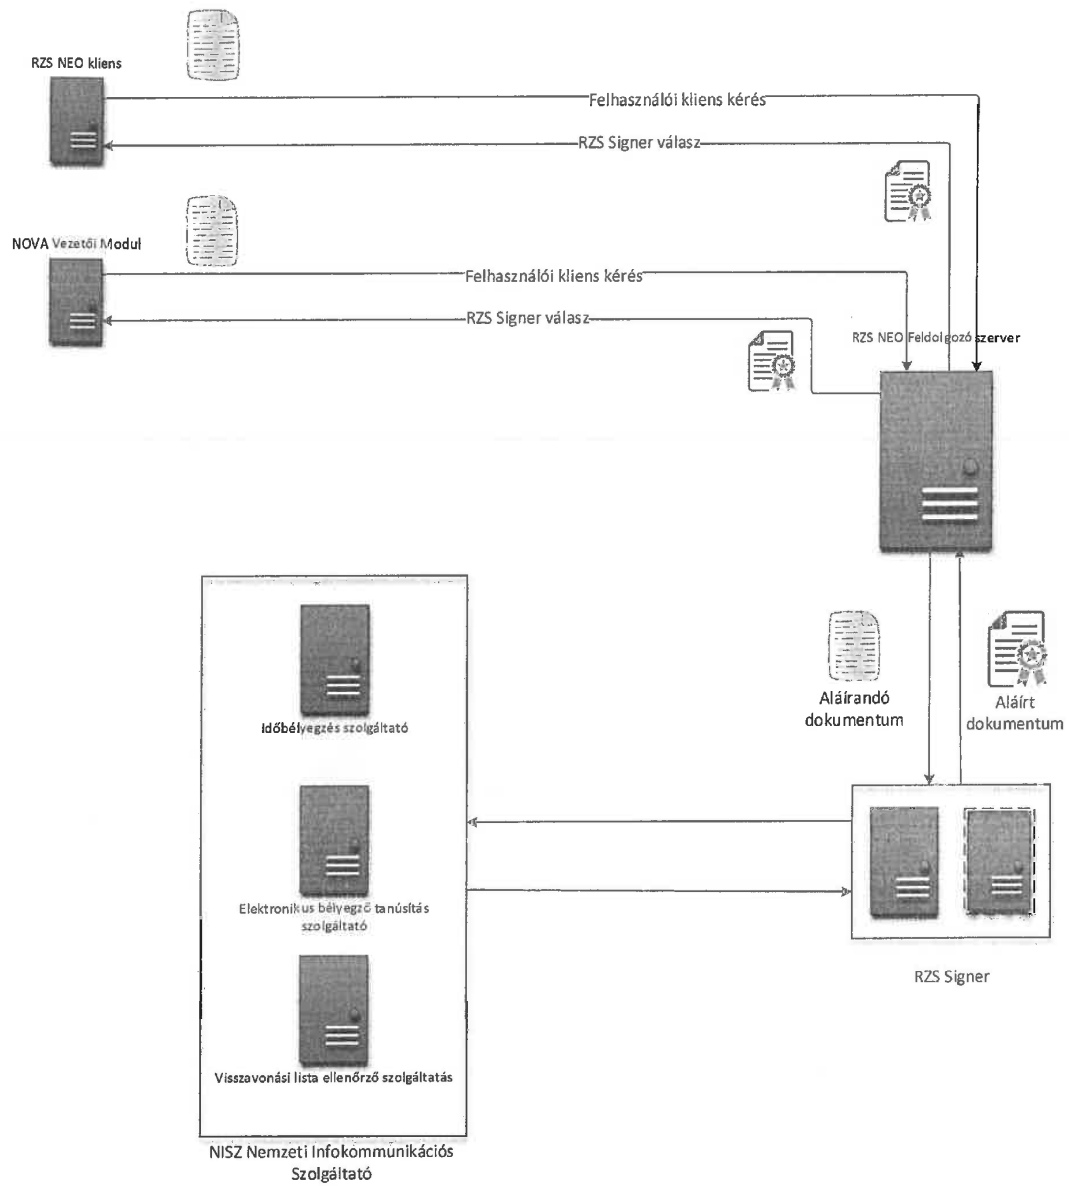 RZS NEO kliens
Felhasználói kliens kérés
RZS Signer válasz
NOVA Vezetői Modul
Felhasználói kliens kérés
RZS Signer válasz
RZS NEO Feldolgozó szerver
Időbélyegzés szolgáltató
Aláírandó
dokumentum
Aláírt
dokumentum
Elektronikus bélyegző tanúsítás
szolgáltató
RZS Signer
Visszavonási lista ellenőrző szolgáltatás
NISZ Nemzeti Infokommunikációs
Szolgáltató